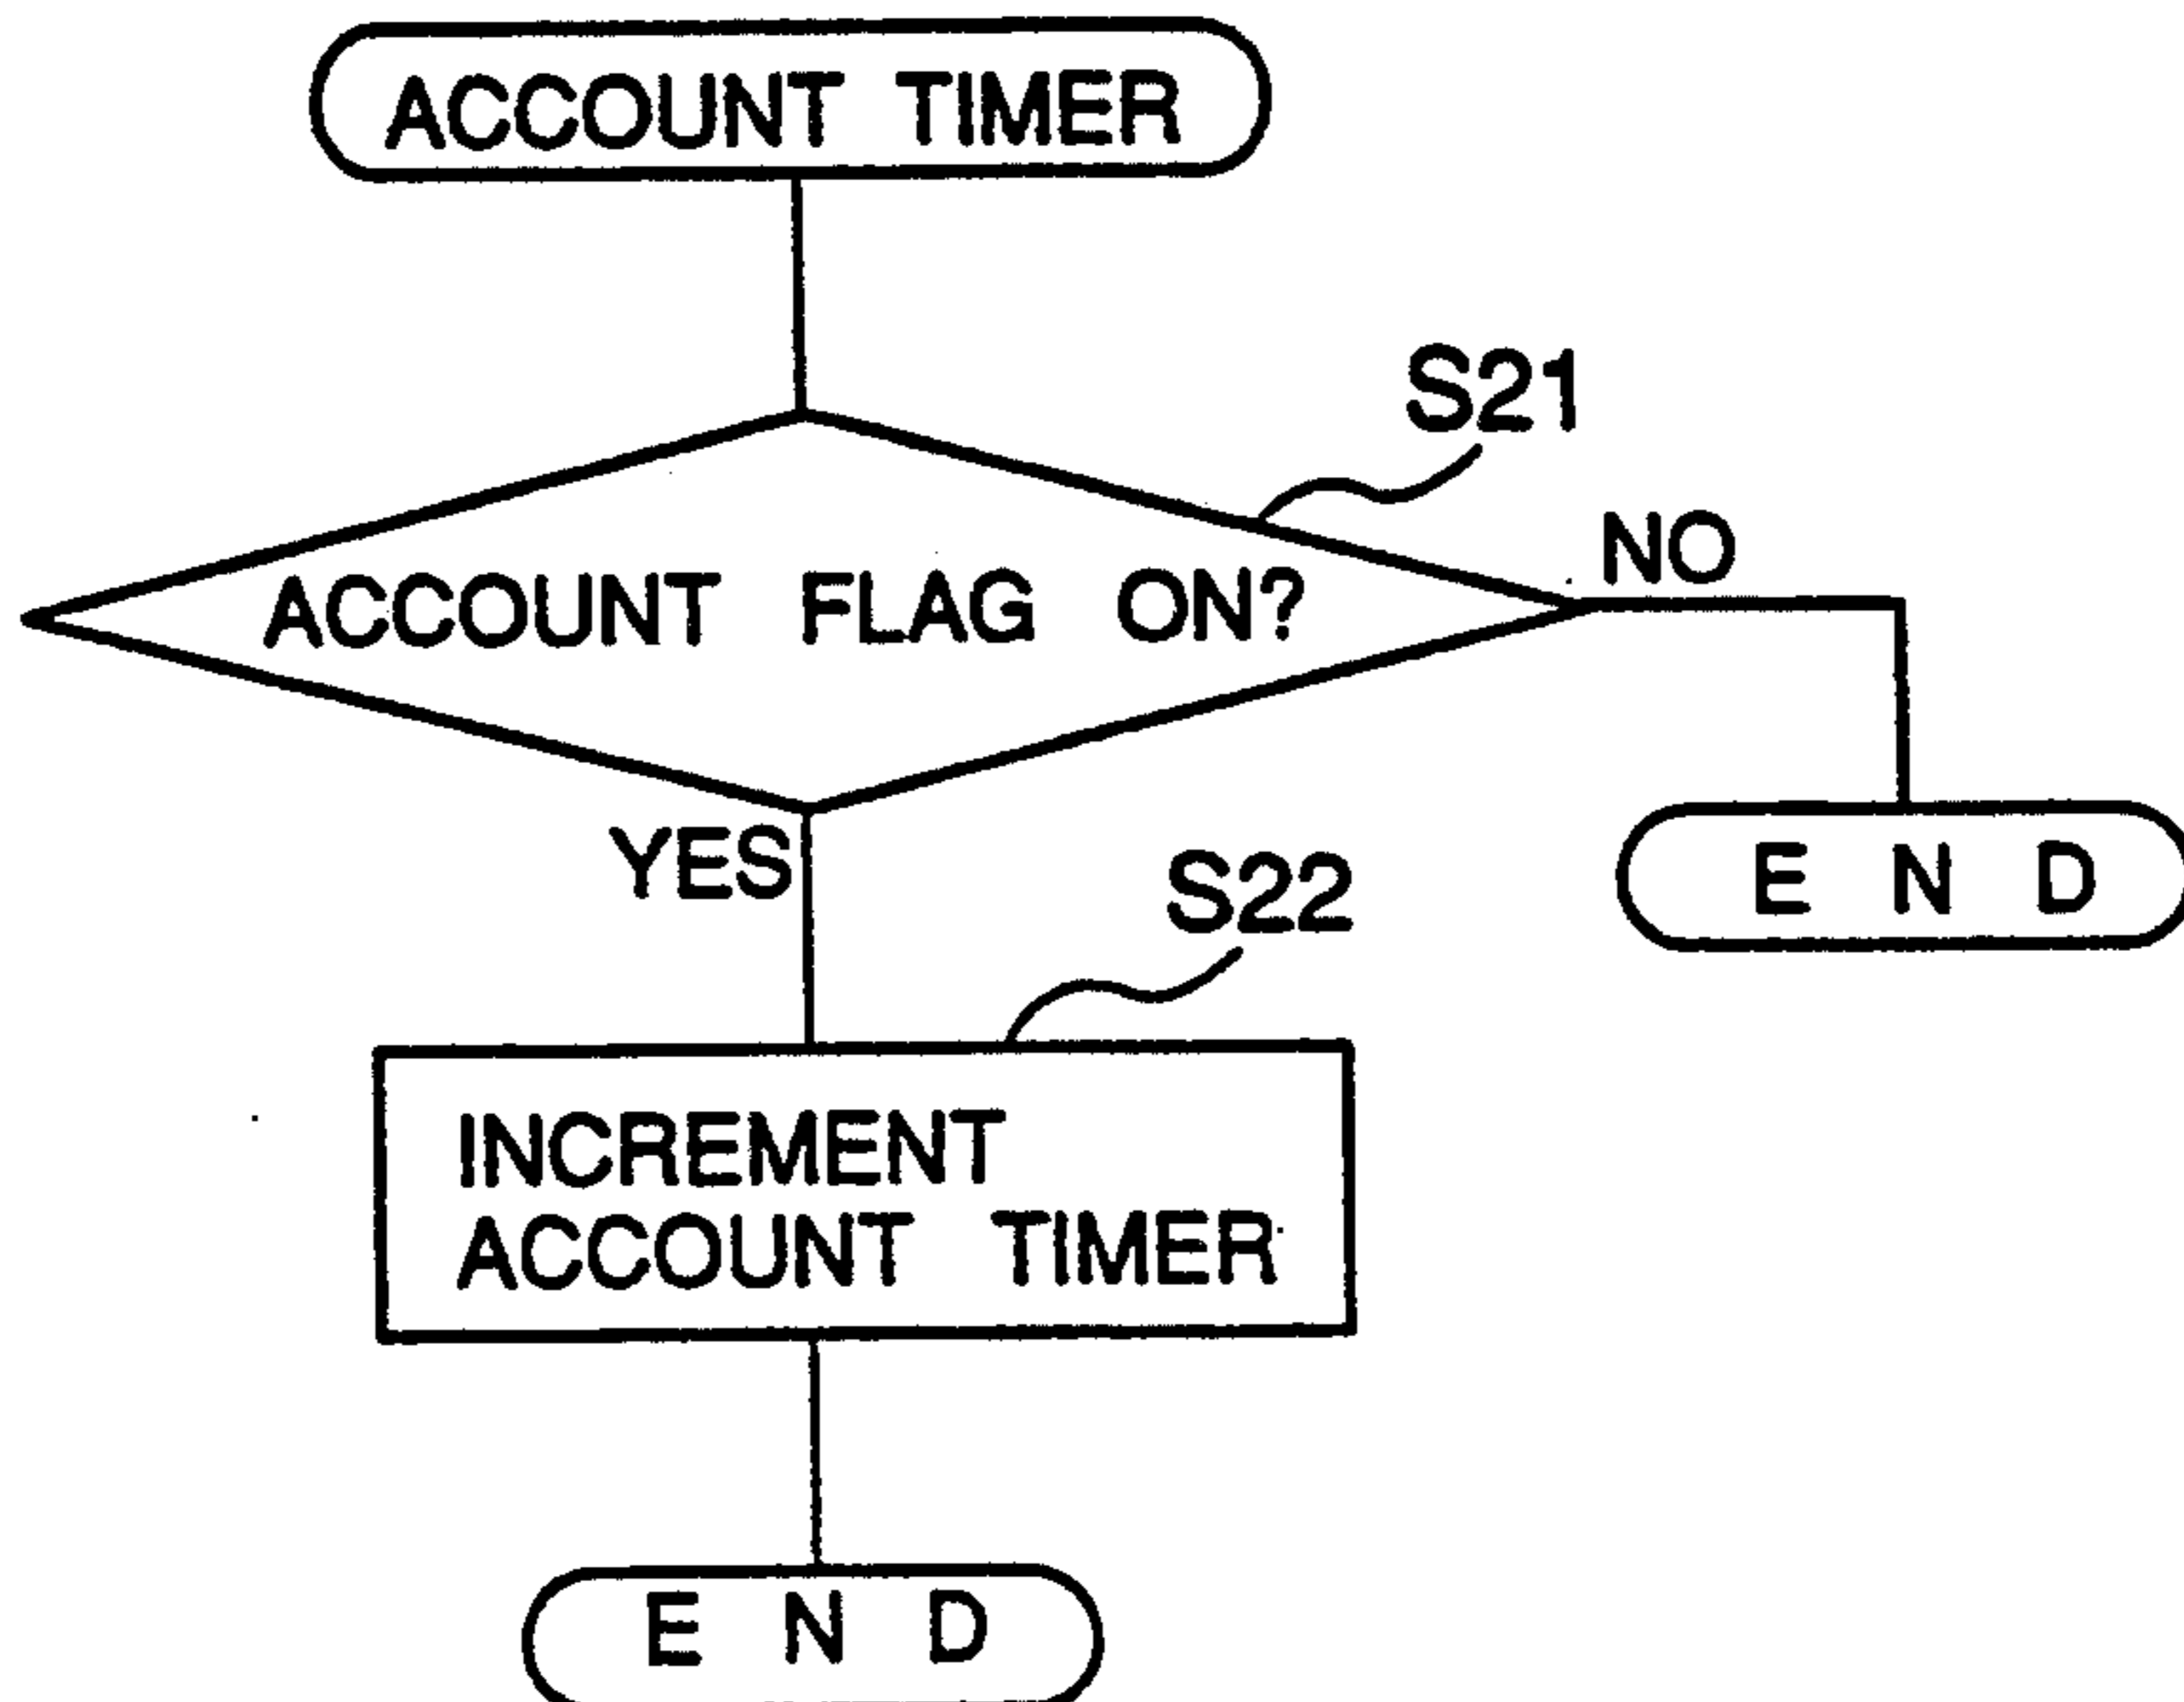 ACCOUNT TIMER
S21
ACCOUNT FLAG ON?
NO
YES
E N D
S22
INCREMENT
ACCOUNT TIMER
E N D